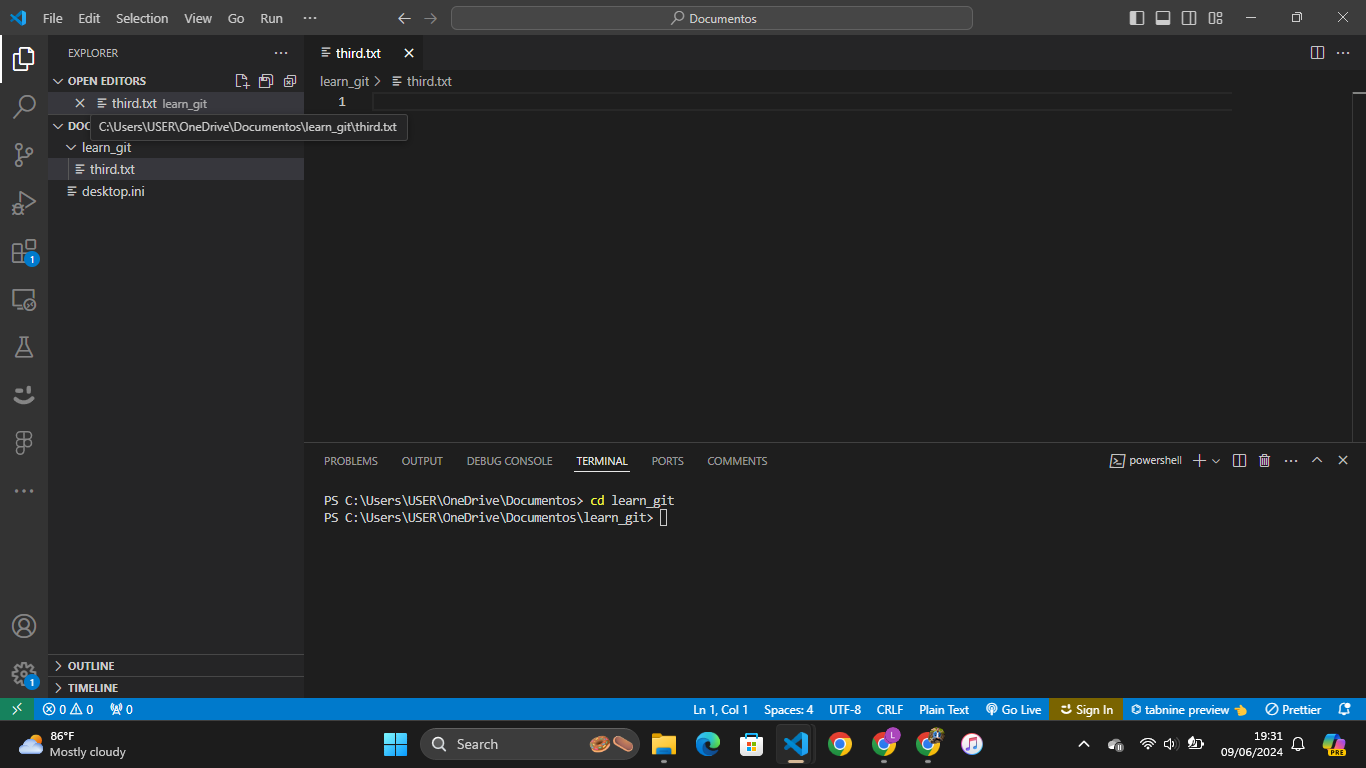 File Edit Selection View Go Run ···
Documentos
EXPLORER
OPEN EDITORS
third.txt learn_git
DOC
C:\Users\USER\OneDrive\Documentos\learn_git\third.txt
learn_git
third.txt
desktop.ini
OUTLINE
TIMELINE
third.txt
learn_git > third.txt
1
PROBLEMS OUTPUT DEBUG CONSOLE TERMINAL PORTS COMMENTS
powershell
PS C:\Users\USER\OneDrive\Documentos> cd learn_git
PS C:\Users\USER\OneDrive\Documentos\learn_git>
1
1
0 0 0
Ln 1, Col 1 Spaces: 4 UTF-8 CRLF Plain Text Go Live Sign In tabnine preview Prettier
86°F
Mostly cloudy
Search
L
19:31
09/06/2024
PRE